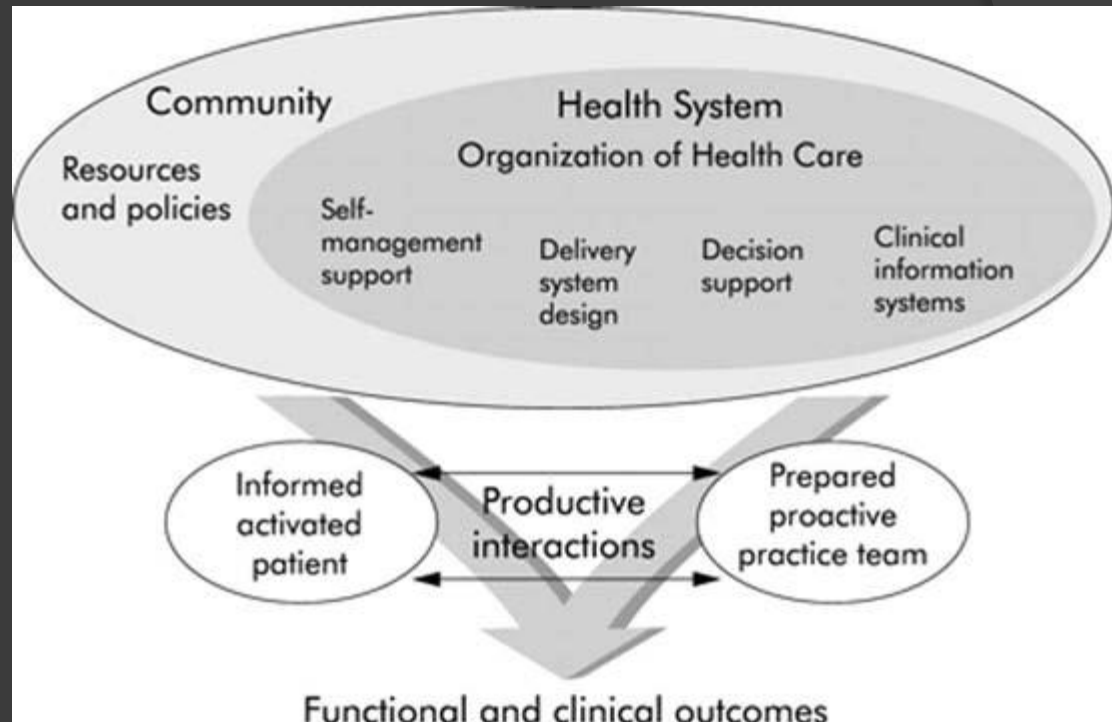 Community
Resources
and policies
Health System
Organization of Health Care
Self-
management
support
Delivery
system
design
Decision
support
Clinical
information
systems
Informed
activated
patient
Productive
interactions
Prepared
proactive
practice team
Functional and clinical outcomes